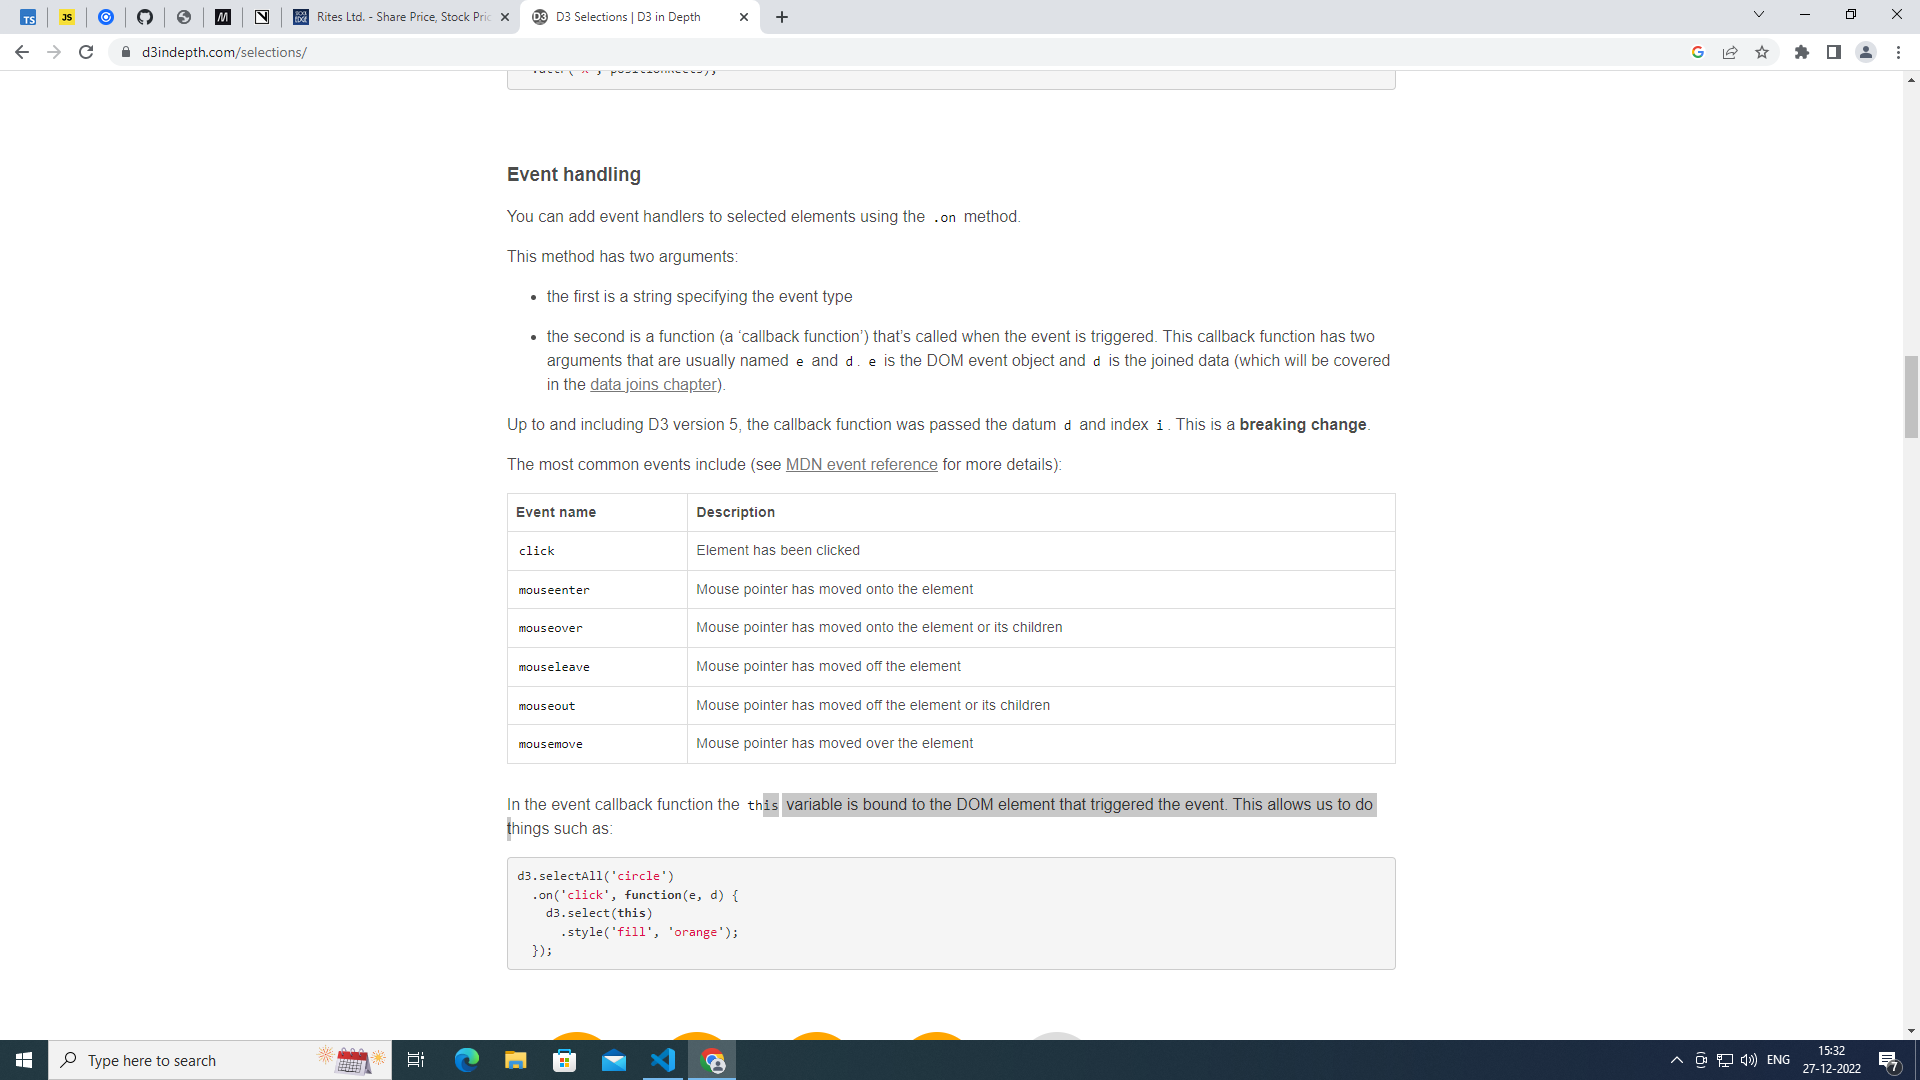 TS
JS
Rites Ltd. - Share Price, Stock Pric
D3 Selections | D3 in Depth
d3indepth.com/selections/
Event handling
You can add event handlers to selected elements using the .on method.
This method has two arguments:
• the first is a string specifying the event type
• the second is a function (a ‘callback function’) that’s called when the event is triggered. This callback function has two
arguments that are usually named e and d. e is the DOM event object and d is the joined data (which will be covered
in the data joins chapter).
Up to and including D3 version 5, the callback function was passed the datum d and index i. This is a breaking change.
The most common events include (see MDN event reference for more details):
Event name Description
click Element has been clicked
mouseenter Mouse pointer has moved onto the element
mouseover Mouse pointer has moved onto the element or its children
mouseleave Mouse pointer has moved off the element
mouseout Mouse pointer has moved off the element or its children
mousemove Mouse pointer has moved over the element
In the event callback function the this variable is bound to the DOM element that triggered the event. This allows us to do
things such as:
d3.selectAll('circle')
.on('click', function(e, d) {
d3.select(this)
.style('fill', 'orange');
});
Type here to search
ENG
15:32
27-12-2022
7